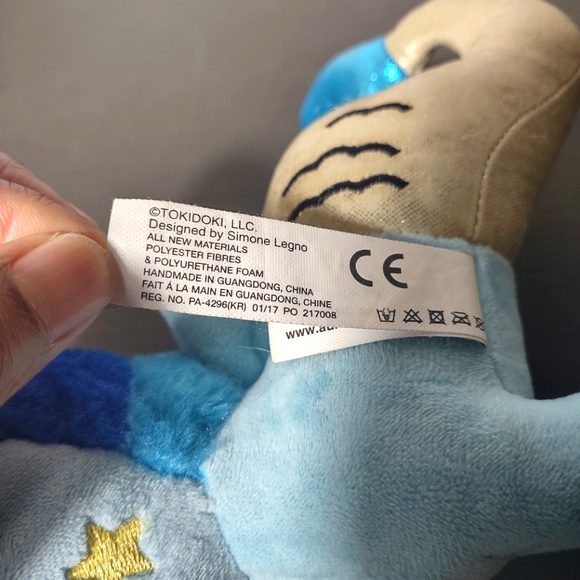 ©TOKIDOKI, LLC.
Designed by Simone Legno
ALL NEW MATERIALS
POLYESTER FIBRES
& POLYURETHANE FOAM
HANDMADE IN GUANGDONG, CHINA
FAIT À LA MAIN EN GUANGDONG, CHINE
REG. NO. PA-4296(KR) 01/17 PO 217008
CE